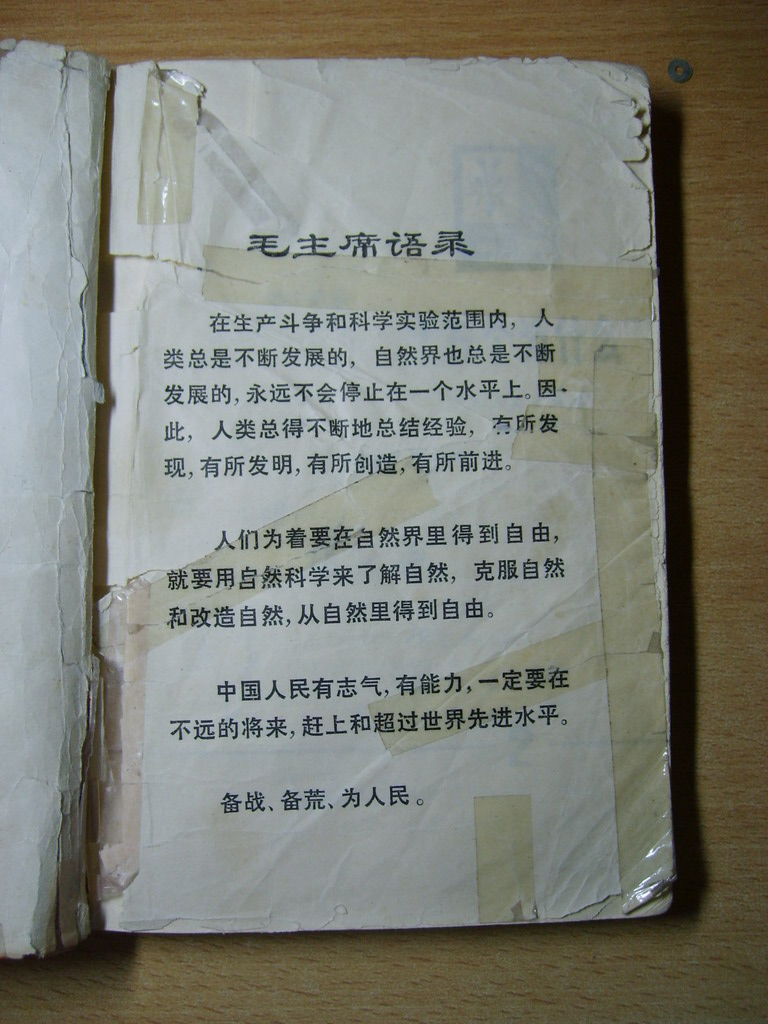 毛主席语录
在生产斗争和科学实验范围内，人
类总是不断发展的，自然界也总是不断
发展的，永远不会停止在一个水平上。因
此，人类总得不断地总结经验，有所发
现，有所发明，有所创造，有所前进。
人们为着要在自然界里得到自由，
就要用自然科学来了解自然，克服自然
和改造自然，从自然里得到自由。
中国人民有志气，有能力，一定要在
不远的将来，赶上和超过世界先进水平。
备战、备荒、为人民。